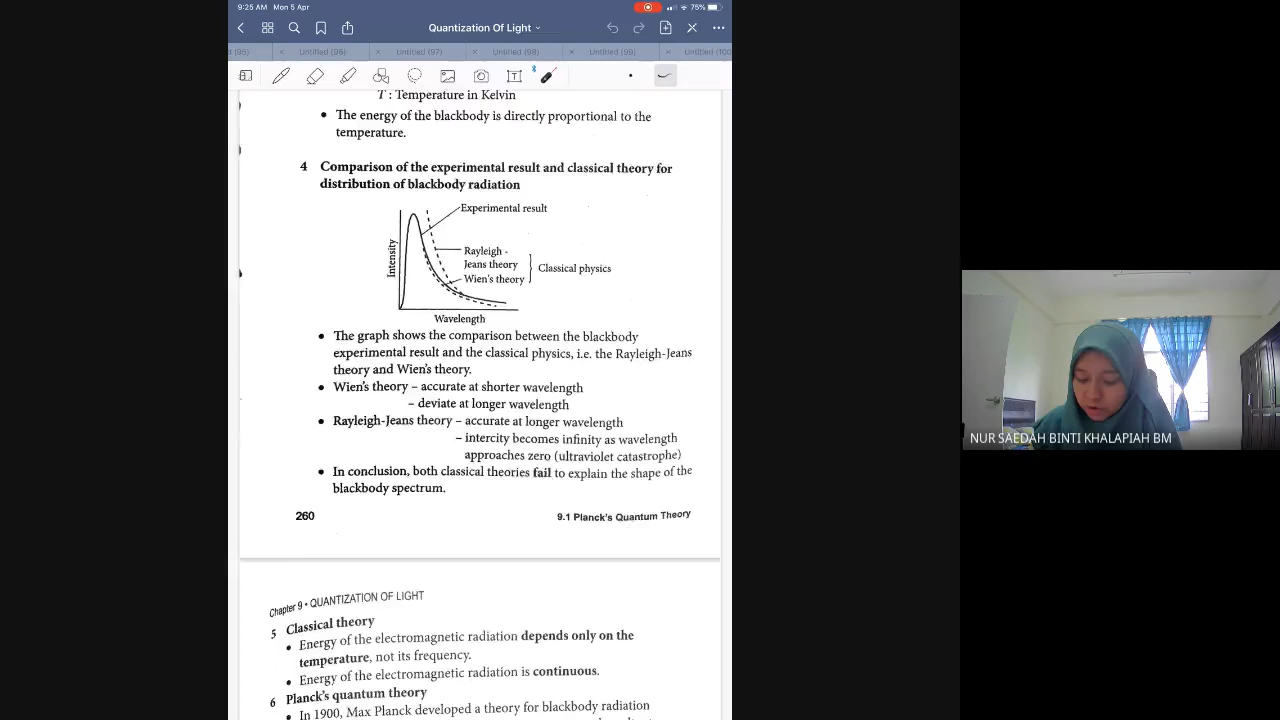 9:25 AM Mon 5 Apr
75%
Quantization Of Light
(95)
Untitled (96)
Untitled (97)
Untitled (98)
Untitled (99)
Untitled (100
T : Temperature in Kelvin
• The energy of the blackbody is directly proportional to the
temperature.
4 Comparison of the experimental result and classical theory for
distribution of blackbody radiation
Experimental result
Rayleigh -
Jeans theory
Wien's theory
Classical physics
Intensity
Wavelength
• The graph shows the comparison between the blackbody
experimental result and the classical physics, i.e. the Rayleigh-Jeans
theory and Wien's theory.
• Wien's theory – accurate at shorter wavelength
– deviate at longer wavelength
• Rayleigh-Jeans theory – accurate at longer wavelength
– intercity becomes infinity as wavelength
approaches zero (ultraviolet catastrophe)
• In conclusion, both classical theories fail to explain the shape of the
blackbody spectrum.
260
9.1 Planck's Quantum Theory
Chapter 9 • QUANTIZATION OF LIGHT
5 Classical theory
• Energy of the electromagnetic radiation depends only on the
temperature, not its frequency.
• Energy of the electromagnetic radiation is continuous.
6 Planck's quantum theory
• In 1900, Max Planck developed a theory for blackbody radiation
NUR SAEDAH BINTI KHALAPIAH BM